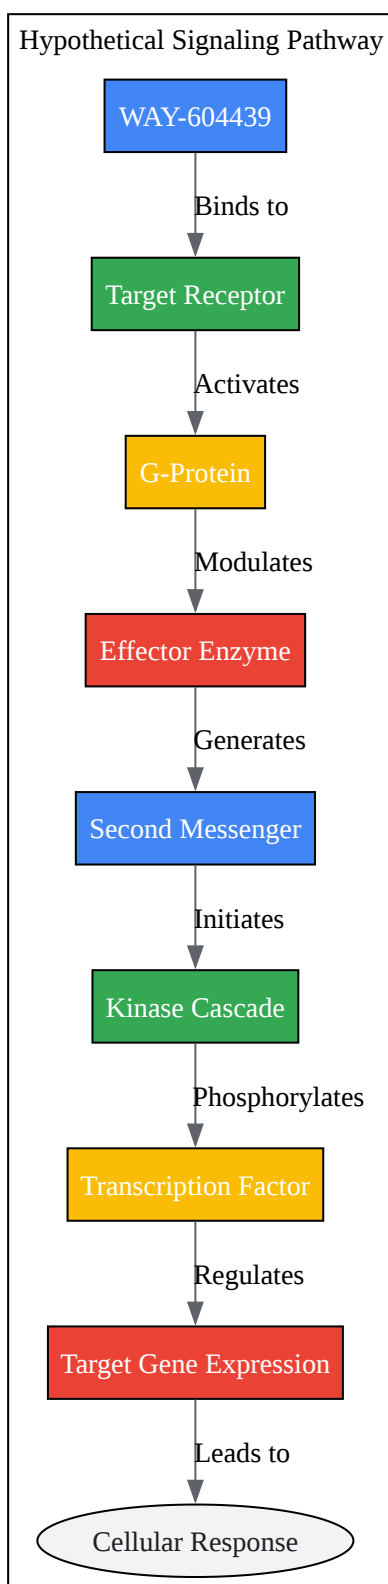 Hypothetical Signaling Pathway
WAY-604439
Binds to
Target Receptor
Activates
G-Protein
Modulates
Effector Enzyme
Generates
Second Messenger
Initiates
Kinase Cascade
Phosphorylates
Transcription Factor
Regulates
Target Gene Expression
Leads to
Cellular Response